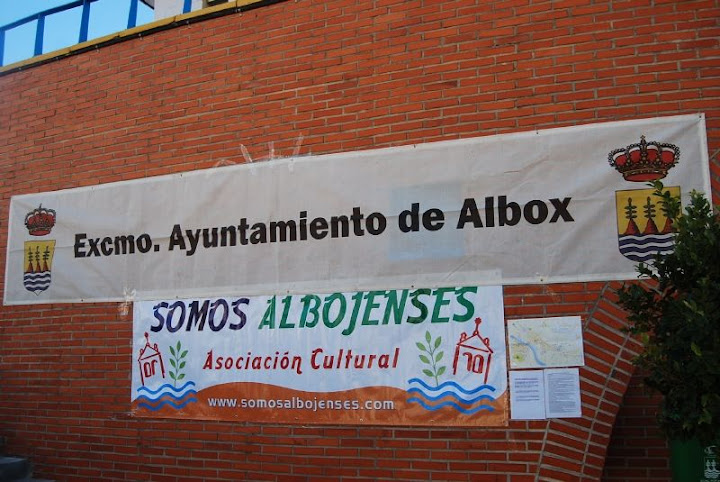 Excmo. Ayuntamiento de Albox
SOMOS ALBOJENSES
Asociación Cultural
www.somosalbojenses.com